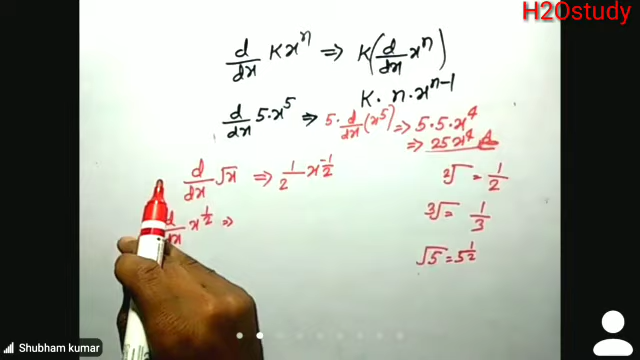 H2Ostudy
d/dx Kx^n ⇒ K(d/dx x^n)
K · n · x^{n-1}
d/dx 5·x^5 ⇒ 5·d/dx(x^5) ⇒ 5·5·x^4
⇒ 25x^4
d/dx √x ⇒ 1/2 x^{-1/2}
²√ = 1/2
d/dx x^{1/2} ⇒
³√ = 1/3
√5 = 5^{1/2}
Shubham kumar